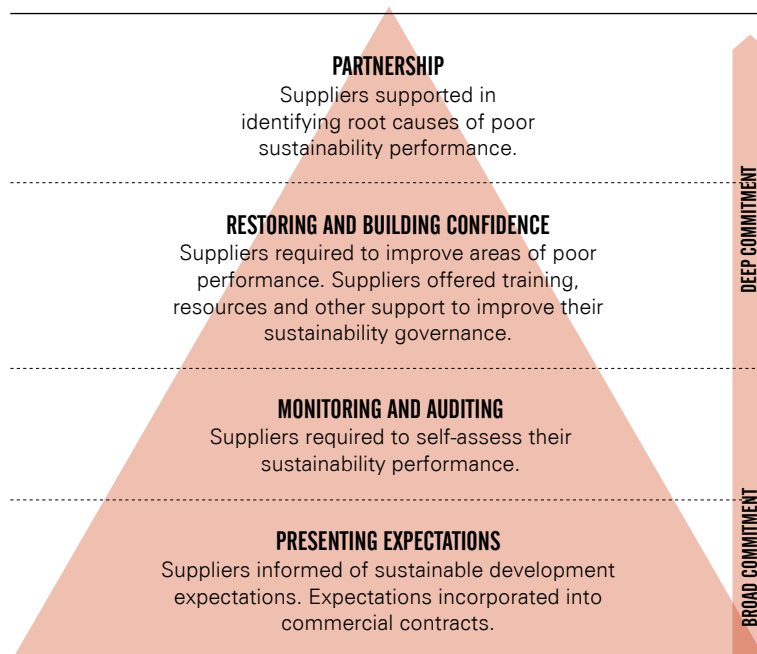 PARTNERSHIP
Suppliers supported in
identifying root causes of poor
sustainability performance.
RESTORING AND BUILDING CONFIDENCE
Suppliers required to improve areas of poor
performance. Suppliers offered training,
resources and other support to improve their
sustainability governance.
MONITORING AND AUDITING
Suppliers required to self-assess their
sustainability performance.
PRESENTING EXPECTATIONS
Suppliers informed of sustainable development
expectations. Expectations incorporated into
commercial contracts.
DEEP COMMITMENT
BROAD COMMITMENT